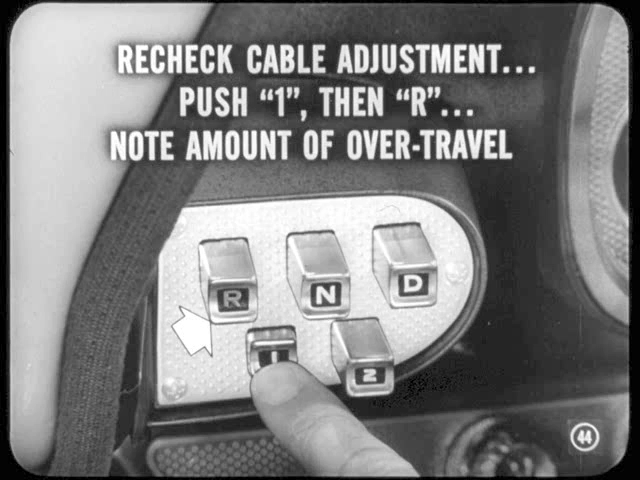 RECHECK CABLE ADJUSTMENT...
PUSH “1”, THEN “R”...
NOTE AMOUNT OF OVER-TRAVEL
R N D
1 2
44